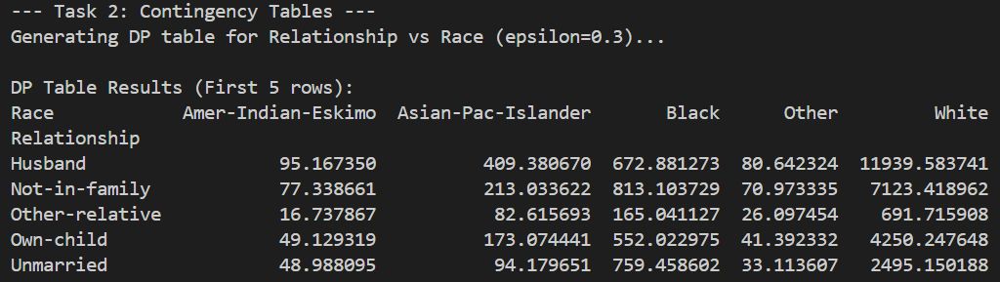 --- Task 2: Contingency Tables ---
Generating DP table for Relationship vs Race (epsilon=0.3)...
DP Table Results (First 5 rows):
Race Amer-Indian-Eskimo Asian-Pac-Islander Black Other White
Relationship
Husband 95.167350 409.380670 672.881273 80.642324 11939.583741
Not-in-family 77.338661 213.033622 813.103729 70.973335 7123.418962
Other-relative 16.737867 82.615693 165.041127 26.097454 691.715908
Own-child 49.129319 173.074441 552.022975 41.392332 4250.247648
Unmarried 48.988095 94.179651 759.458602 33.113607 2495.150188